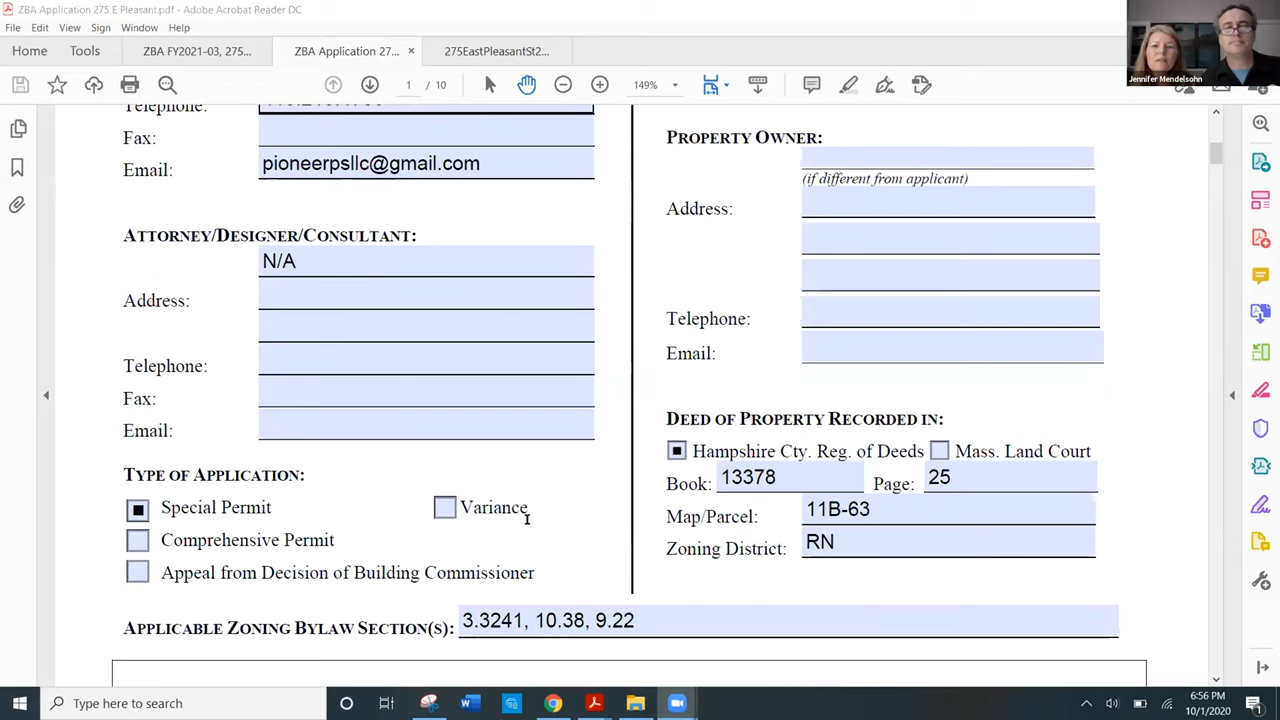 ZBA Application 275 E Pleasant.pdf - Adobe Acrobat Reader DC
File Edit View Sign Window Help
Home Tools ZBA FY2021-03, 275... ZBA Application 27... × 275EastPleasantSt2...
1 / 10 149%
Jennifer Mendelsohn
Telephone:
Fax:
Email: pioneerpsllc@gmail.com
ATTORNEY/DESIGNER/CONSULTANT:
N/A
Address:
Telephone:
Fax:
Email:
TYPE OF APPLICATION:
Special Permit Variance
Comprehensive Permit
Appeal from Decision of Building Commissioner
PROPERTY OWNER:
(if different from applicant)
Address:
Telephone:
Email:
DEED OF PROPERTY RECORDED IN:
Hampshire Cty. Reg. of Deeds Mass. Land Court
Book: 13378 Page: 25
Map/Parcel: 11B-63
Zoning District: RN
APPLICABLE ZONING BYLAW SECTION(S): 3.3241, 10.38, 9.22
Type here to search
6:56 PM
10/1/2020